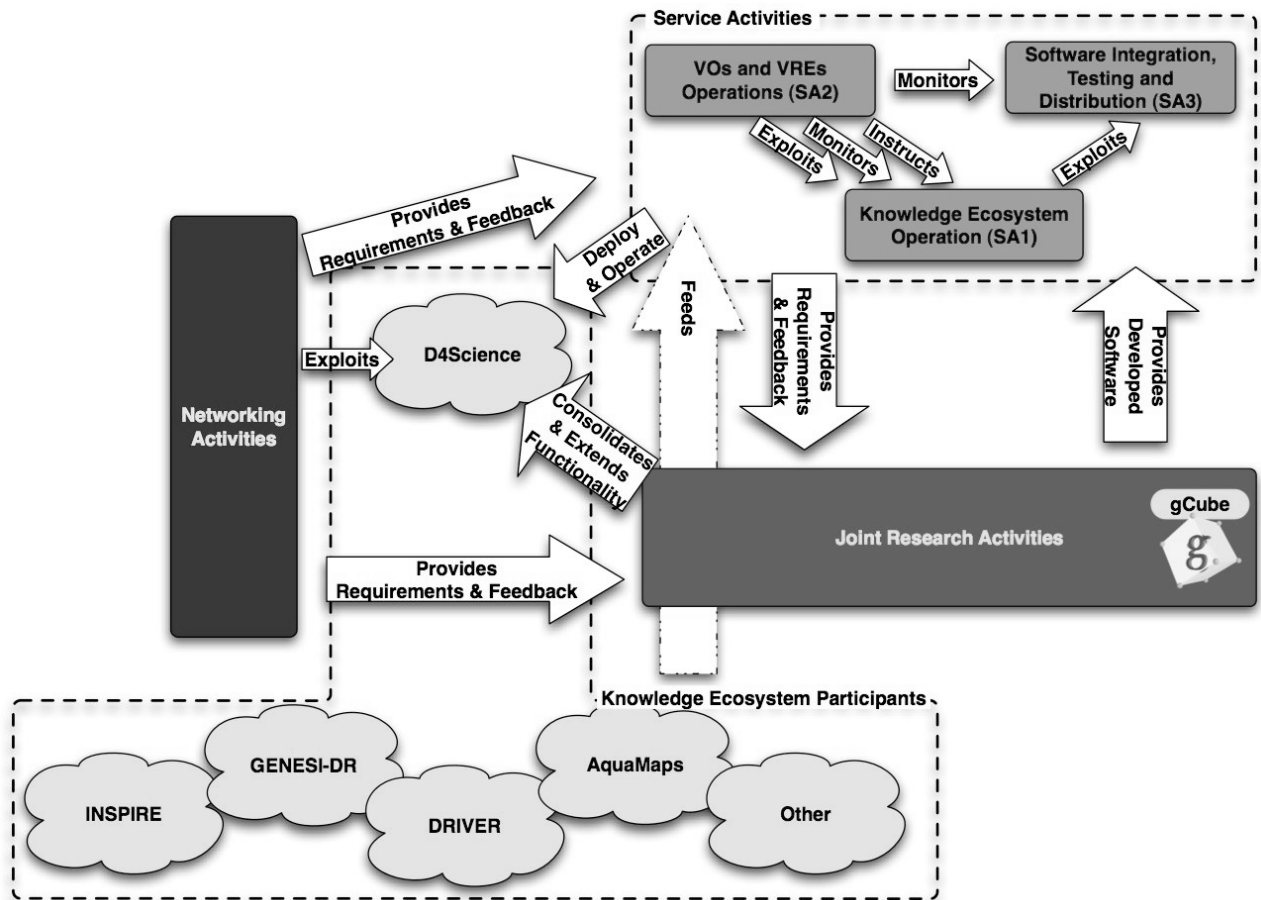 Service Activities
VOs and VREs
Operations (SA2)
Monitors
Software Integration,
Testing and
Distribution (SA3)
Exploits
Monitors
Instructs
Exploits
Knowledge Ecosystem
Operation (SA1)
Provides
Requirements & Feedback
Deploy
& Operate
Feeds
Provides
Requirements
& Feedback
Provides
Developed
Software
Networking
Activities
Exploits
D4Science
Consolidates
& Extends
Functionality
gCube
g
Joint Research Activities
Provides
Requirements & Feedback
Knowledge Ecosystem Participants
INSPIRE
GENESI-DR
DRIVER
AquaMaps
Other